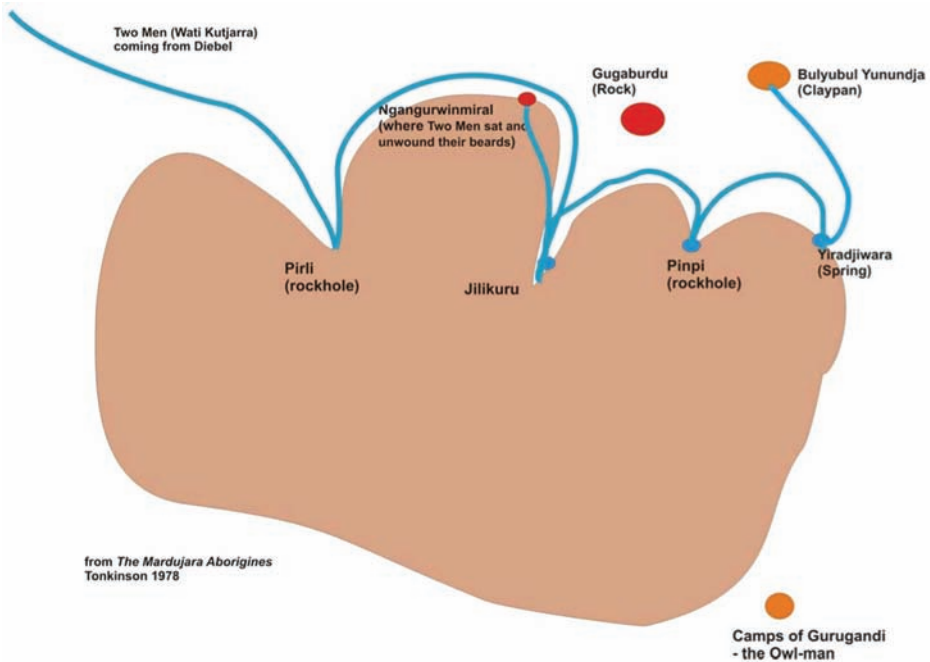 Two Men (Wati Kutjarra)
coming from Diebel
Gugaburdu
(Rock)
Bulyubul Yunundja
(Claypan)
Ngangurwinmiral
(where Two Men sat and
unwound their beards)
Pirli
(rockhole)
Jilikuru
Pinpi
(rockhole)
Yiradjiwara
(Spring)
from The Mardujara Aborigines
Tonkinson 1978
Camps of Gurugandi
- the Owl-man